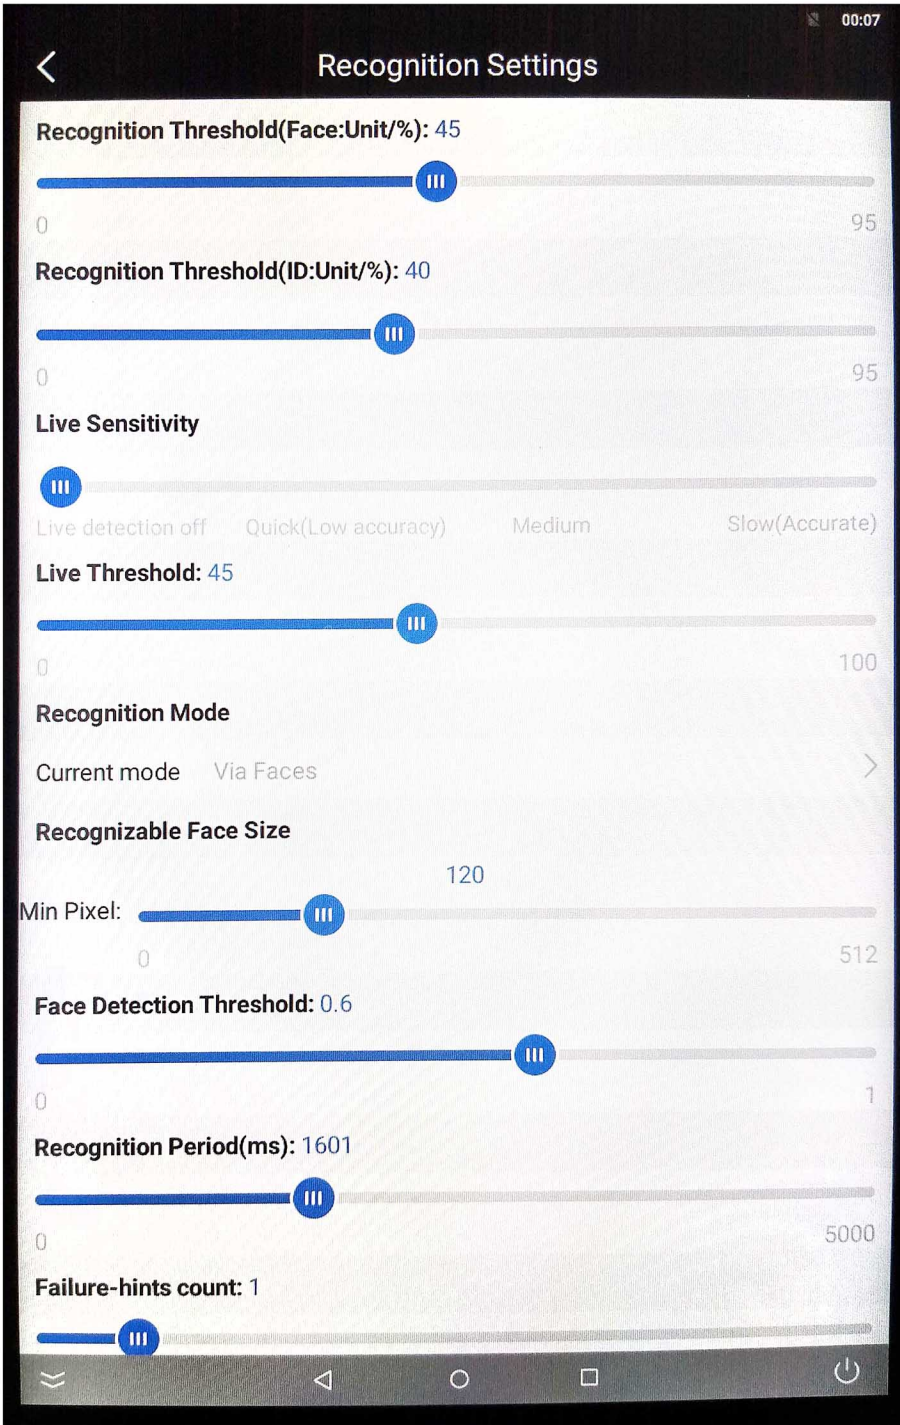 00:07
Recognition Settings
Recognition Threshold(Face:Unit/%): 45
0 95
Recognition Threshold(ID:Unit/%): 40
0 95
Live Sensitivity
Live detection off Quick(Low accuracy) Medium Slow(Accurate)
Live Threshold: 45
0 100
Recognition Mode
Current mode Via Faces
Recognizable Face Size
120
Min Pixel:
0 512
Face Detection Threshold: 0.6
0 1
Recognition Period(ms): 1601
0 5000
Failure-hints count: 1